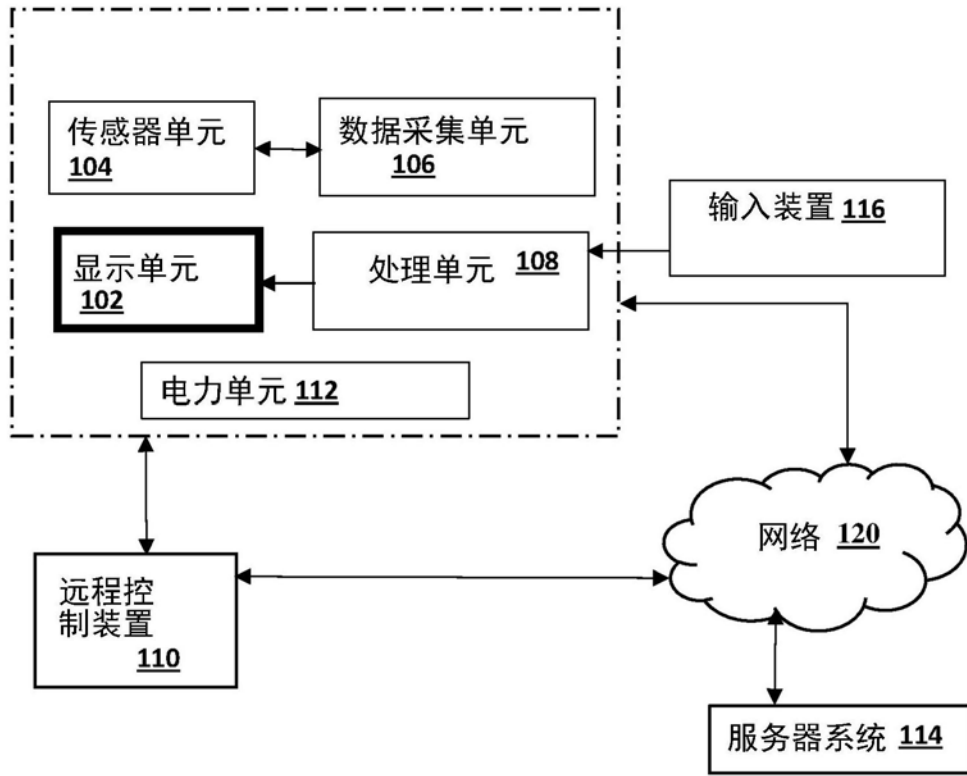 传感器单元
104
数据采集单元
106
输入装置 116
显示单元
102
处理单元 108
电力单元 112
网络 120
远程控
制装置
110
服务器系统 114